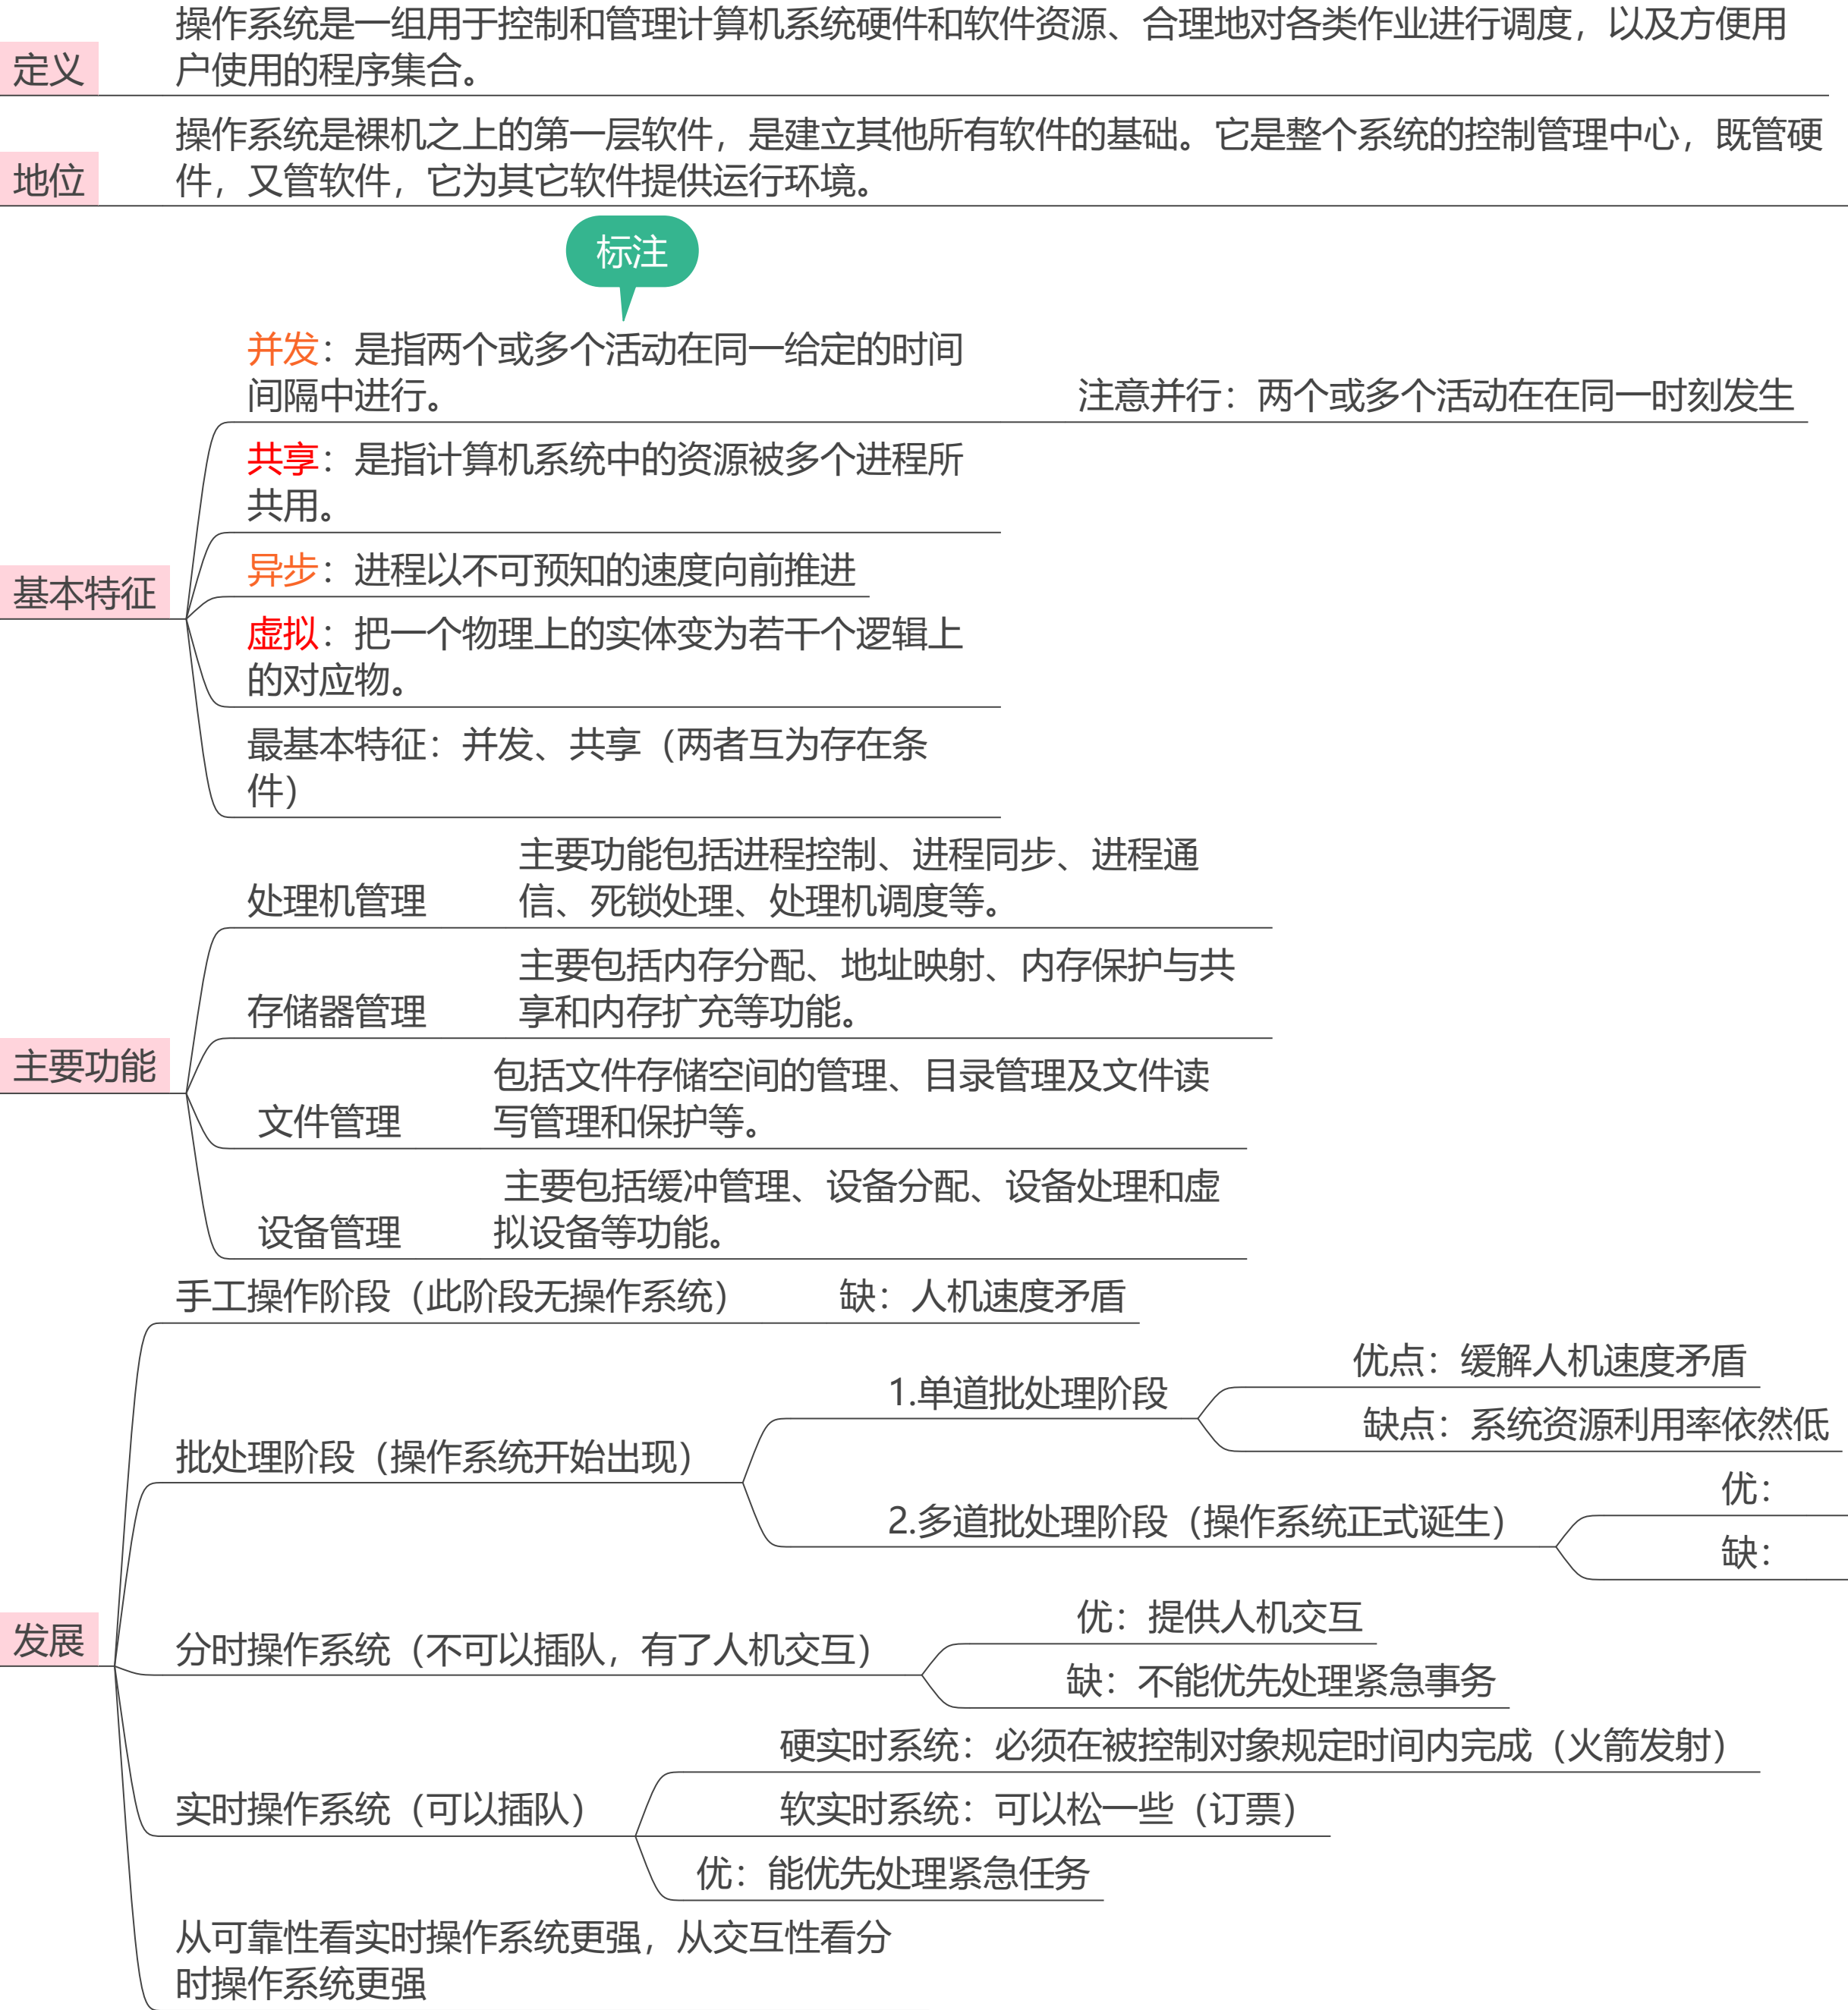 操作系统是一组用于控制和管理计算机系统硬件和软件资源、合理地对各类作业进行调度，以及方便用
户使用的程序集合。
定义
操作系统是裸机之上的第一层软件，是建立其他所有软件的基础。它是整个系统的控制管理中心，既管硬
件，又管软件，它为其它软件提供运行环境。
地位
标注
并发：是指两个或多个活动在同一给定的时间
间隔中进行。
注意并行：两个或多个活动在在同一时刻发生
共享：是指计算机系统中的资源被多个进程所
共用。
异步：进程以不可预知的速度向前推进
基本特征
虚拟：把一个物理上的实体变为若干个逻辑上
的对应物。
最基本特征：并发、共享（两者互为存在条
件）
处理机管理
主要功能包括进程控制、进程同步、进程通
信、死锁处理、处理机调度等。
存储器管理
主要包括内存分配、地址映射、内存保护与共
享和内存扩充等功能。
主要功能
文件管理
包括文件存储空间的管理、目录管理及文件读
写管理和保护等。
设备管理
主要包括缓冲管理、设备分配、设备处理和虚
拟设备等功能。
手工操作阶段（此阶段无操作系统）
缺：人机速度矛盾
批处理阶段（操作系统开始出现）
1.单道批处理阶段
优点：缓解人机速度矛盾
缺点：系统资源利用率依然低
2.多道批处理阶段（操作系统正式诞生）
优：
缺：
发展
分时操作系统（不可以插队，有了人机交互）
优：提供人机交互
缺：不能优先处理紧急事务
实时操作系统（可以插队）
硬实时系统：必须在被控制对象规定时间内完成（火箭发射）
软实时系统：可以松一些（订票）
优：能优先处理紧急任务
从可靠性看实时操作系统更强，从交互性看分
时操作系统更强